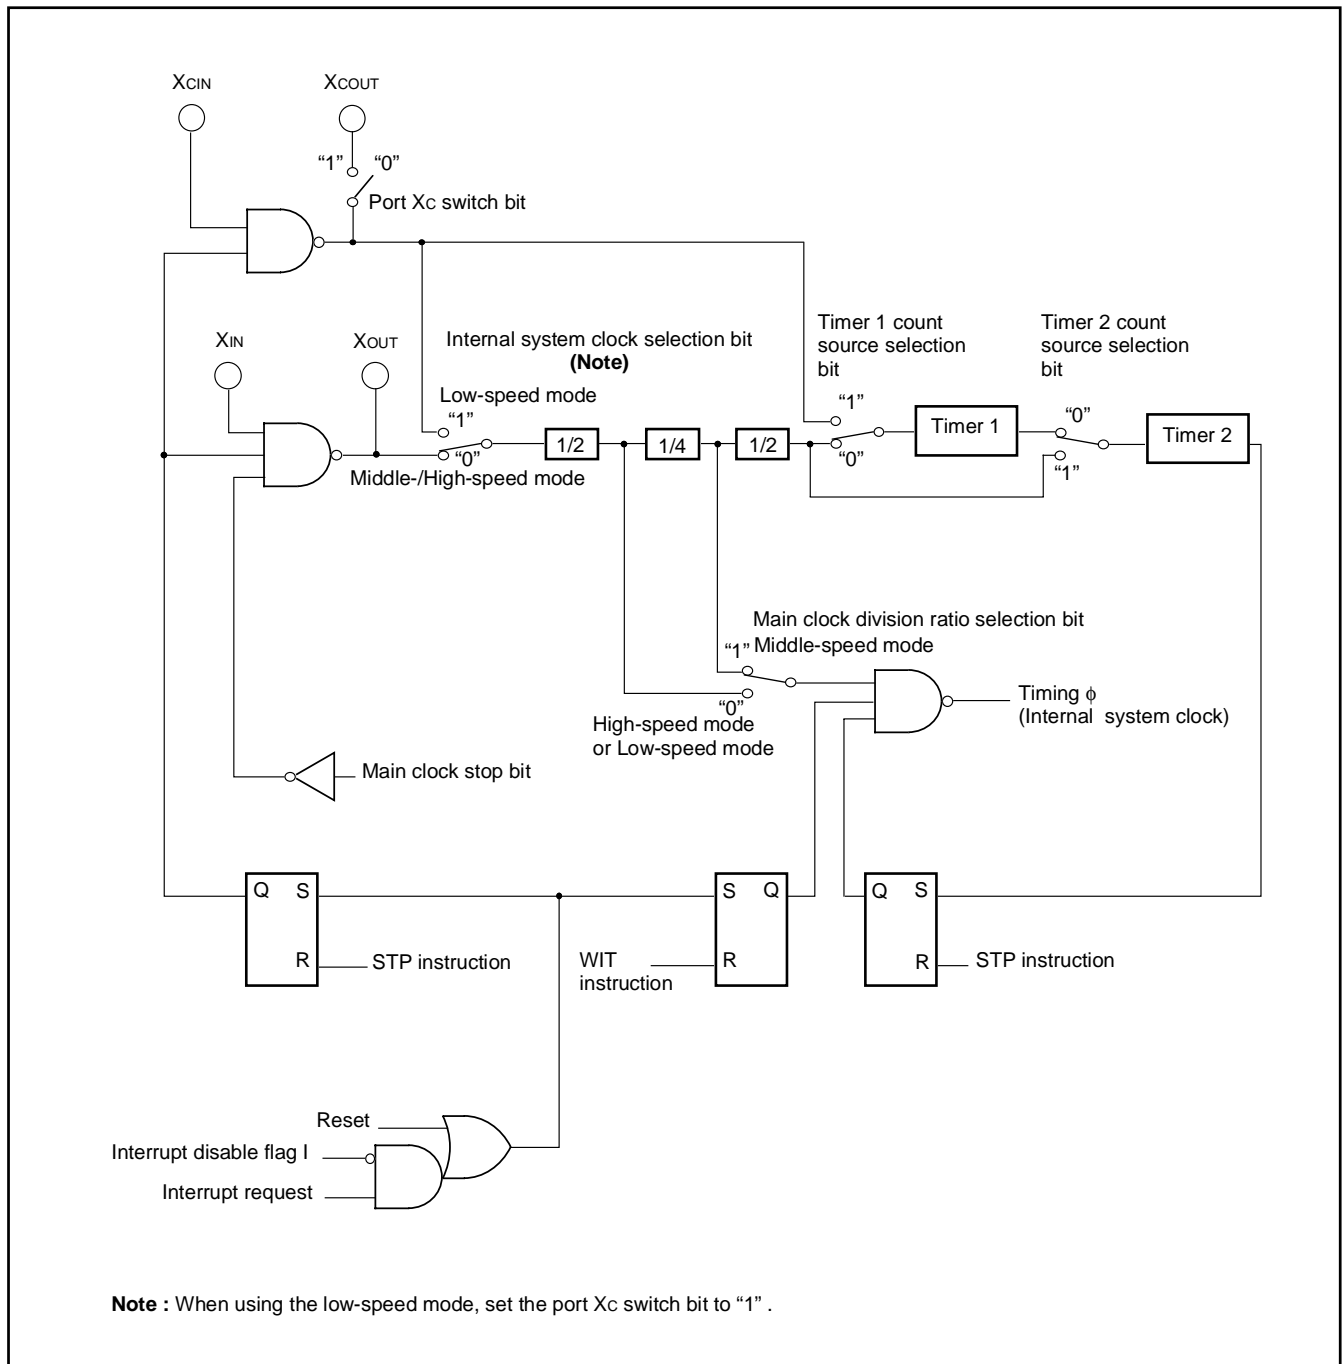 XCIN
XCOUT
“1” “0”
Port XC switch bit
XIN
XOUT
Internal system clock selection bit
(Note)
Low-speed mode
“1”
“0”
Middle-/High-speed mode
1/2
1/4
1/2
Timer 1 count
source selection
bit
“1”
“0”
Timer 1
Timer 2 count
source selection
bit
“0”
“1”
Timer 2
Main clock division ratio selection bit
“1” Middle-speed mode
“0”
High-speed mode
or Low-speed mode
Timing ϕ
(Internal system clock)
Main clock stop bit
Q S
R
STP instruction
S Q
R
WIT
instruction
Q S
R
STP instruction
Reset
Interrupt disable flag I
Interrupt request
Note : When using the low-speed mode, set the port XC switch bit to “1” .